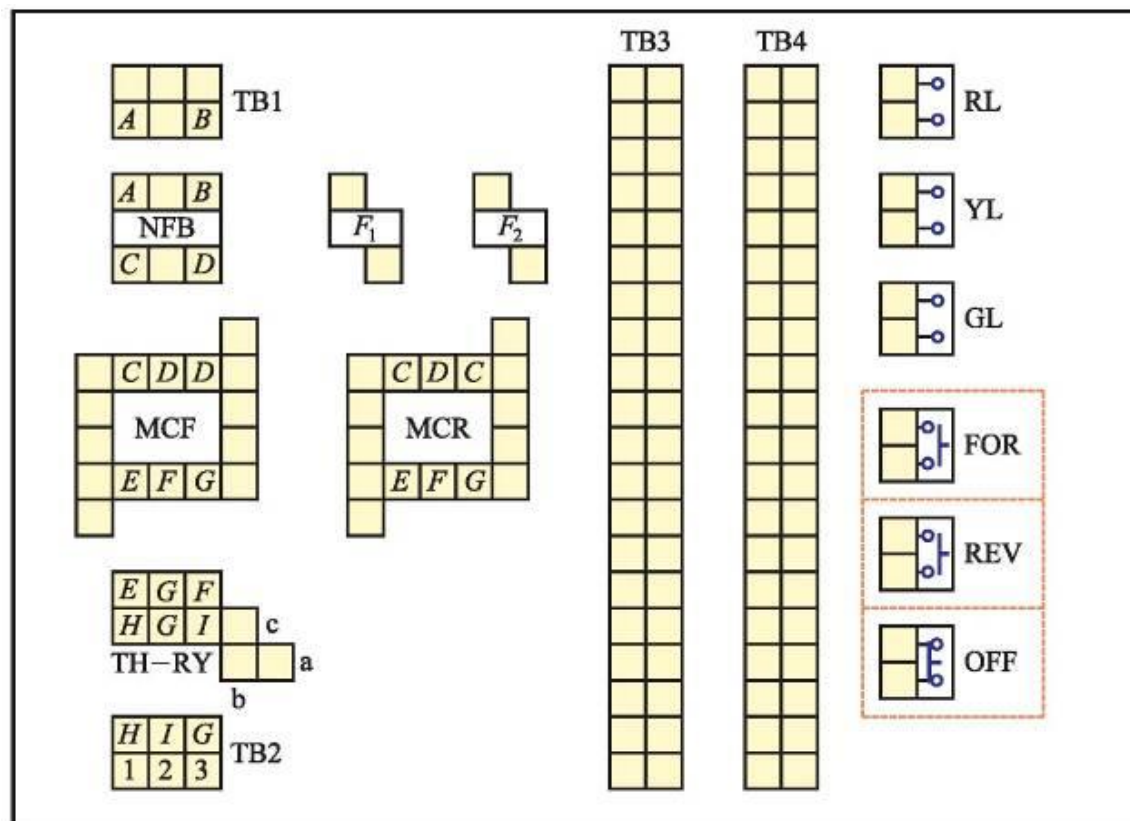 TB3 TB4
TB1
A B
RL
A B
NFB
C D
F1
F2
YL
GL
C D D
MCF
E F G
C D C
MCR
E F G
FOR
REV
OFF
E G F
H G I
c
TH-RY
a
b
H I G
TB2
1 2 3